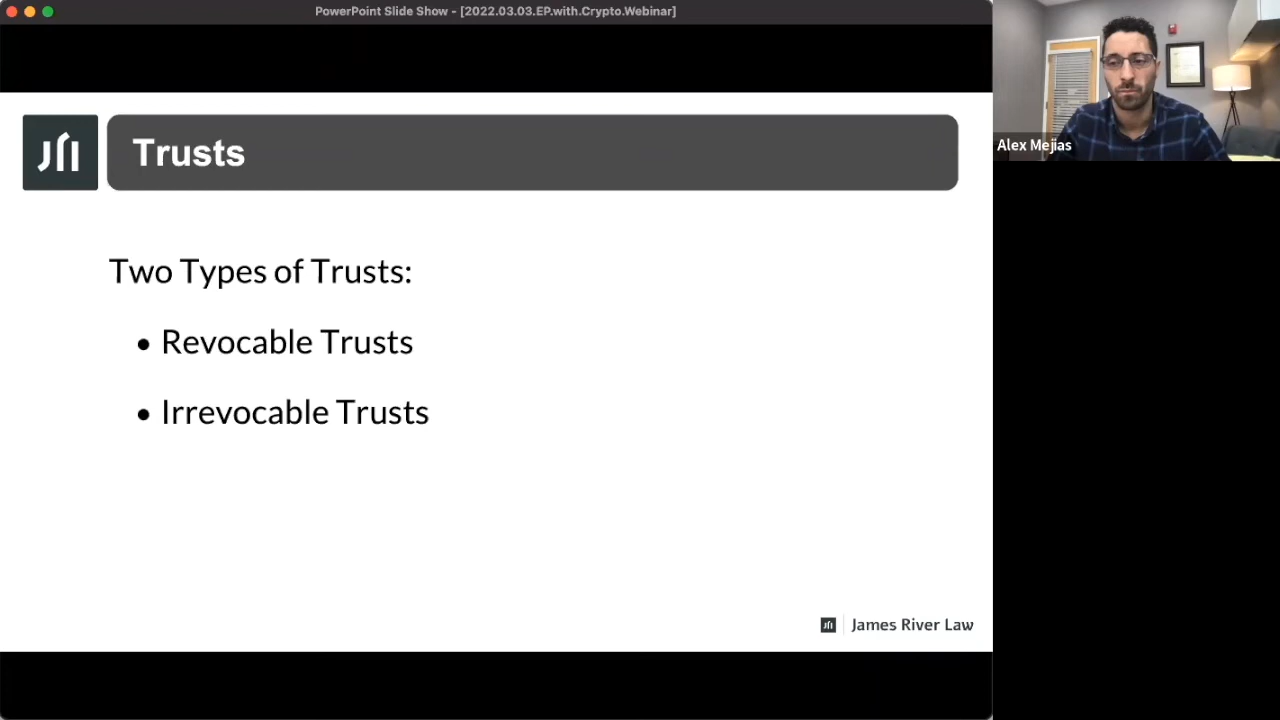 PowerPoint Slide Show - [2022.03.03.EP.with.Crypto.Webinar]
Trusts
Two Types of Trusts:
• Revocable Trusts
• Irrevocable Trusts
James River Law
Alex Mejias